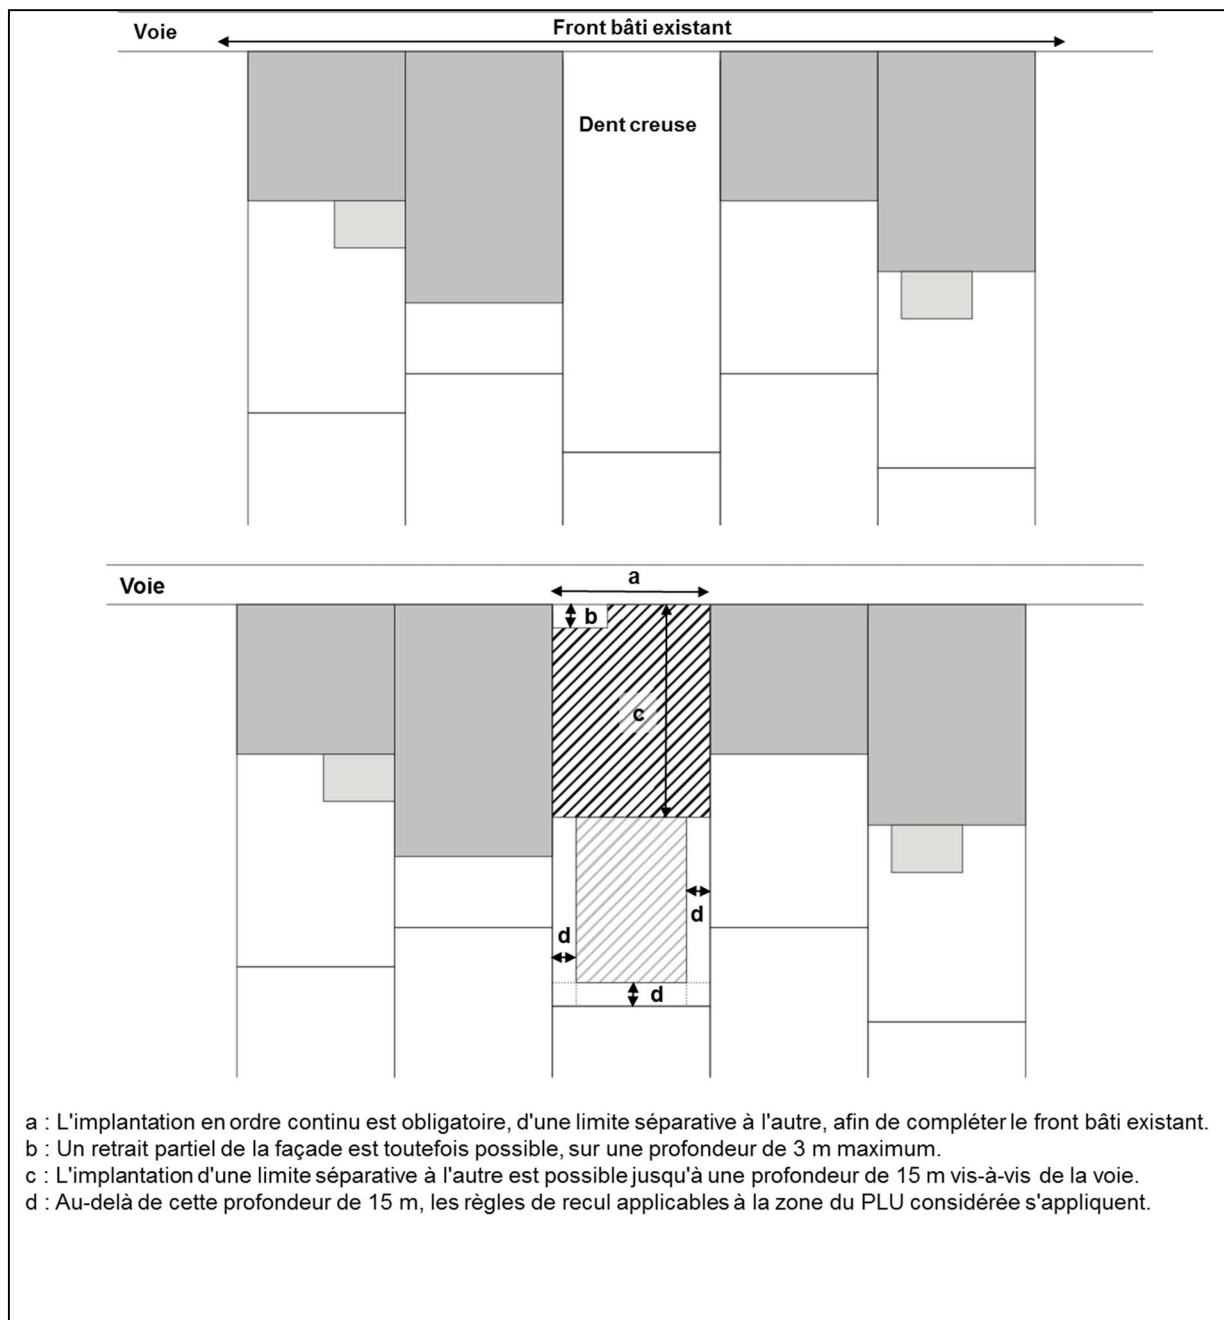 Voie
Front bâti existant
Dent creuse
Voie
a
b
c
d
d
d
a : L'implantation en ordre continu est obligatoire, d'une limite séparative à l'autre, afin de compléter le front bâti existant.
b : Un retrait partiel de la façade est toutefois possible, sur une profondeur de 3 m maximum.
c : L'implantation d'une limite séparative à l'autre est possible jusqu'à une profondeur de 15 m vis-à-vis de la voie.
d : Au-delà de cette profondeur de 15 m, les règles de recul applicables à la zone du PLU considérée s'appliquent.